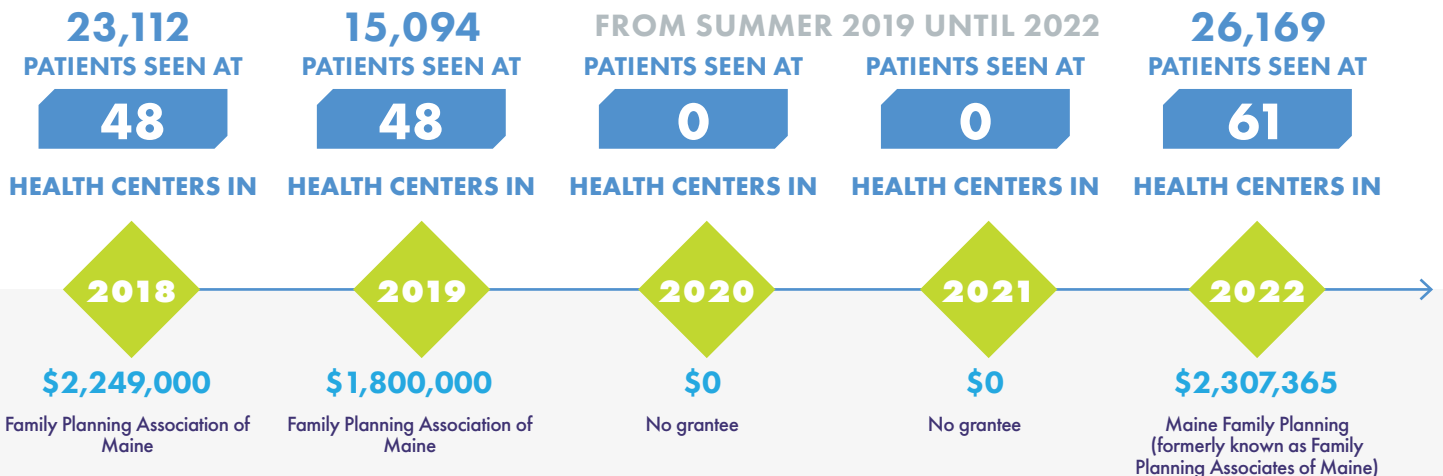 23,112
PATIENTS SEEN AT
48
HEALTH CENTERS IN
2018
$2,249,000
Family Planning Association of
Maine
15,094
PATIENTS SEEN AT
48
HEALTH CENTERS IN
2019
$1,800,000
Family Planning Association of
Maine
FROM SUMMER 2019 UNTIL 2022
PATIENTS SEEN AT
0
HEALTH CENTERS IN
2020
$0
No grantee
PATIENTS SEEN AT
0
HEALTH CENTERS IN
2021
$0
No grantee
26,169
PATIENTS SEEN AT
61
HEALTH CENTERS IN
2022
$2,307,365
Maine Family Planning
(formerly known as Family
Planning Associates of Maine)